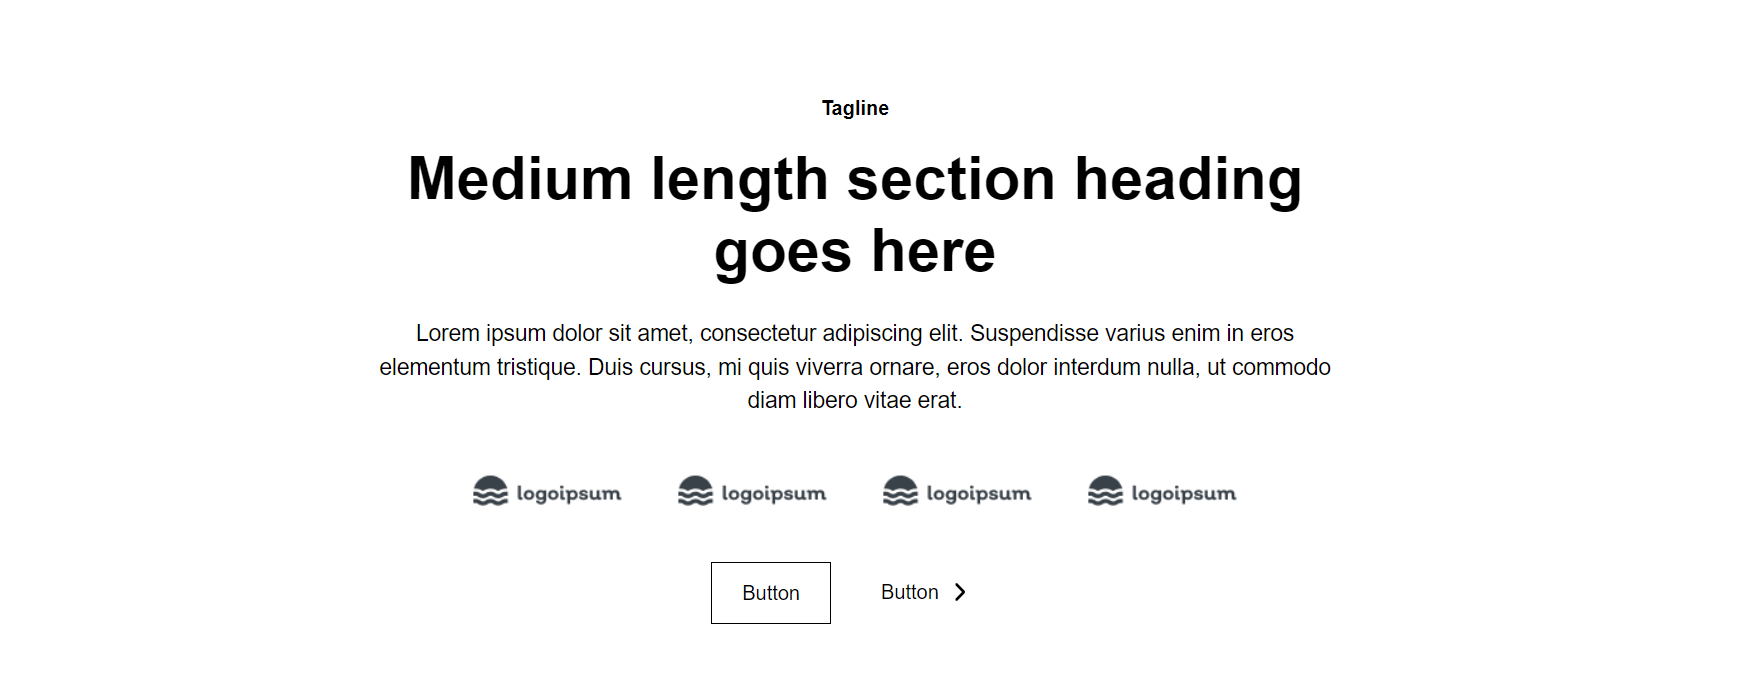 Tagline
Medium length section heading
goes here
Lorem ipsum dolor sit amet, consectetur adipiscing elit. Suspendisse varius enim in eros
elementum tristique. Duis cursus, mi quis viverra ornare, eros dolor interdum nulla, ut commodo
diam libero vitae erat.
logoipsum logoipsum logoipsum logoipsum
Button Button